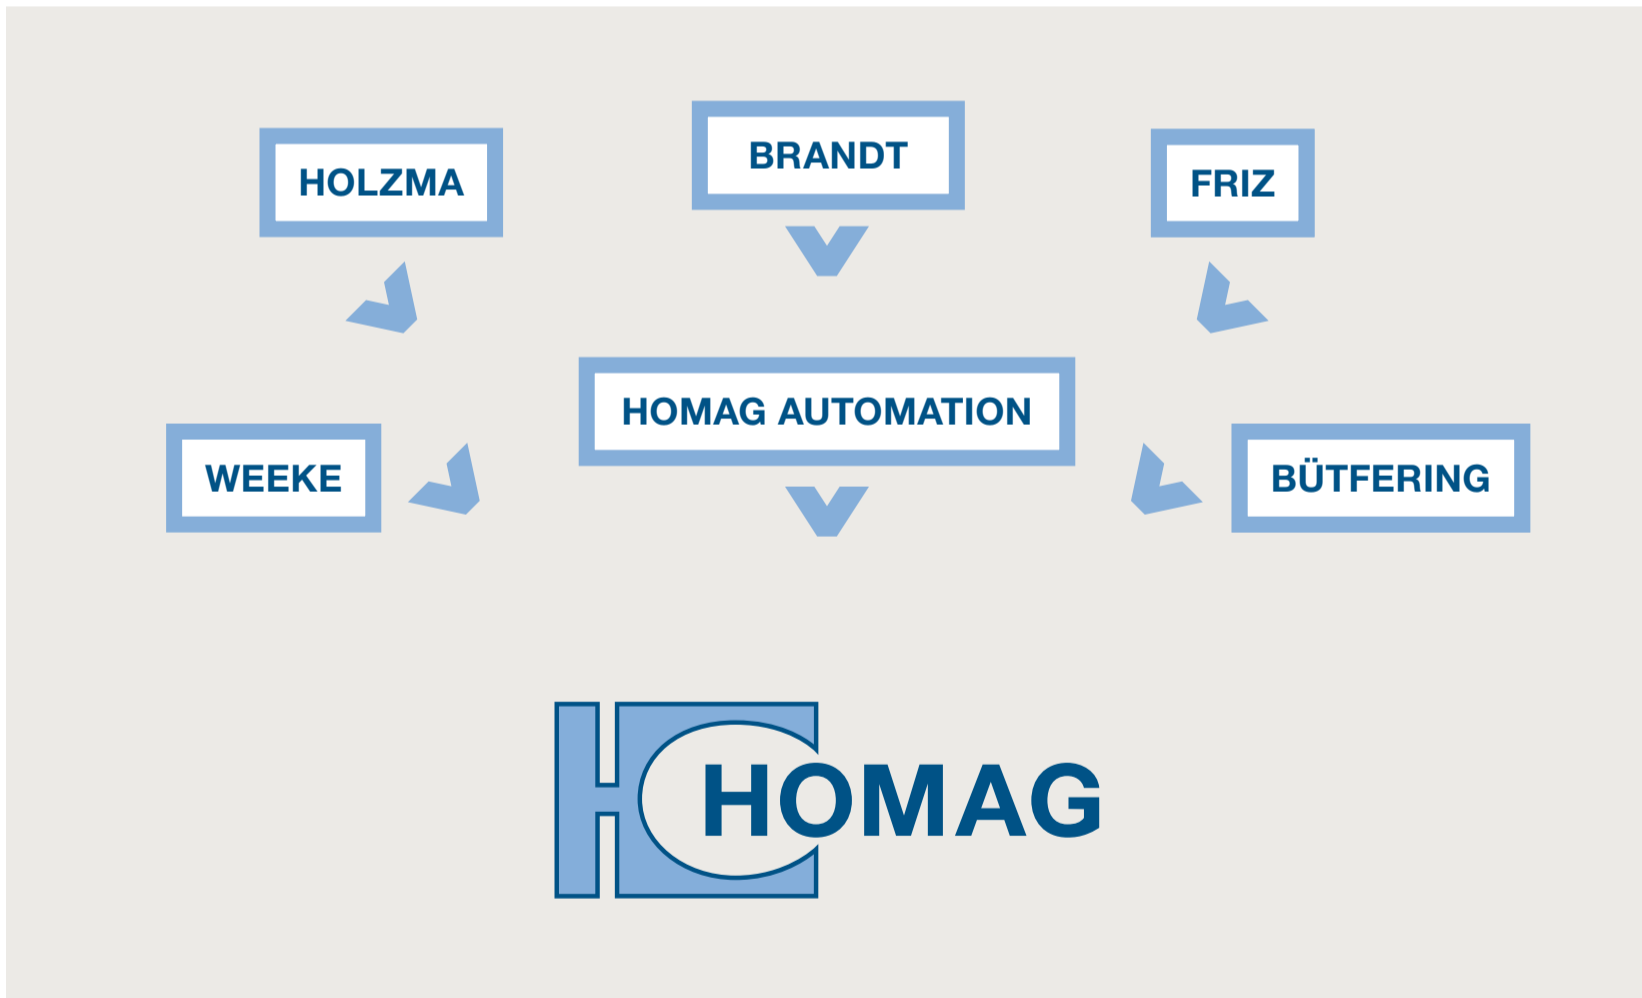 HOLZMA
BRANDT
FRIZ
HOMAG AUTOMATION
WEEKE
BÜTFERING
HOMAG